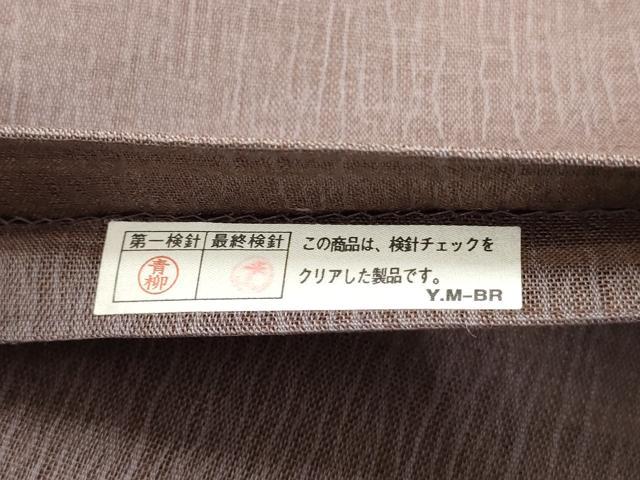 第一検針 最終検針
この商品は、検針チェックを
青柳
クリアした製品です。
Y.M-BR